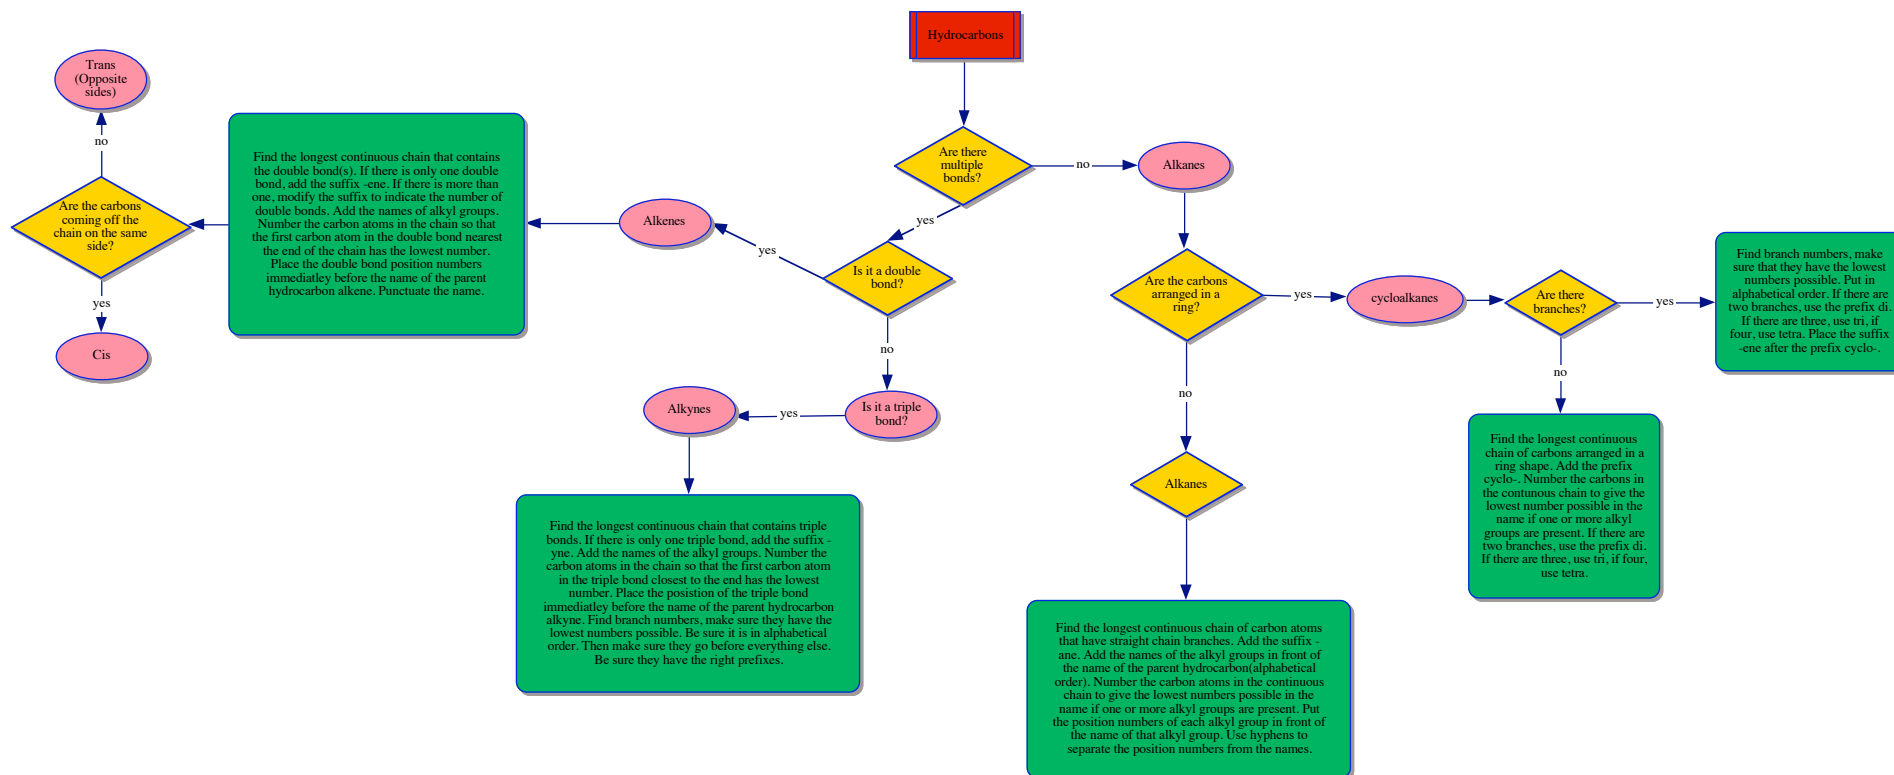 Hydrocarbons
Are there
multiple
bonds?
no
Alkanes
yes
Is it a double
bond?
yes
Alkenes
Find the longest continuous chain that contains
the double bond(s). If there is only one double
bond, add the suffix -ene. If there is more than
one, modify the suffix to indicate the number of
double bonds. Add the names of alkyl groups.
Number the carbon atoms in the chain so that
the first carbon atom in the double bond nearest
the end of the chain has the lowest number.
Place the double bond position numbers
immediatley before the name of the parent
hydrocarbon alkene. Punctuate the name.
Are the carbons
coming off the
chain on the same
side?
no
Trans
(Opposite
sides)
yes
Cis
no
Is it a triple
bond?
yes
Alkynes
Find the longest continuous chain that contains triple
bonds. If there is only one triple bond, add the suffix -
yne. Add the names of the alkyl groups. Number the
carbon atoms in the chain so that the first carbon atom
in the triple bond closest to the end has the lowest
number. Place the posistion of the triple bond
immediatley before the name of the parent hydrocarbon
alkyne. Find branch numbers, make sure they have the
lowest numbers possible. Be sure it is in alphabetical
order. Then make sure they go before everything else.
Be sure they have the right prefixes.
Are the carbons
arranged in a
ring?
yes
cycloalkanes
Are there
branches?
yes
Find branch numbers, make
sure that they have the lowest
numbers possible. Put in
alphabetical order. If there are
two branches, use the prefix di.
If there are three, use tri, if
four, use tetra. Place the suffix
-ene after the prefix cyclo-.
no
Find the longest continuous
chain of carbons arranged in a
ring shape. Add the prefix
cyclo-. Number the carbons in
the contunous chain to give the
lowest number possible in the
name if one or more alkyl
groups are present. If there are
two branches, use the prefix di.
If there are three, use tri, if four,
use tetra.
no
Alkanes
Find the longest continuous chain of carbon atoms
that have straight chain branches. Add the suffix -
ane. Add the names of the alkyl groups in front of
the name of the parent hydrocarbon(alphabetical
order). Number the carbon atoms in the continuous
chain to give the lowest numbers possible in the
name if one or more alkyl groups are present. Put
the position numbers of each alkyl group in front of
the name of that alkyl group. Use hyphens to
separate the position numbers from the names.